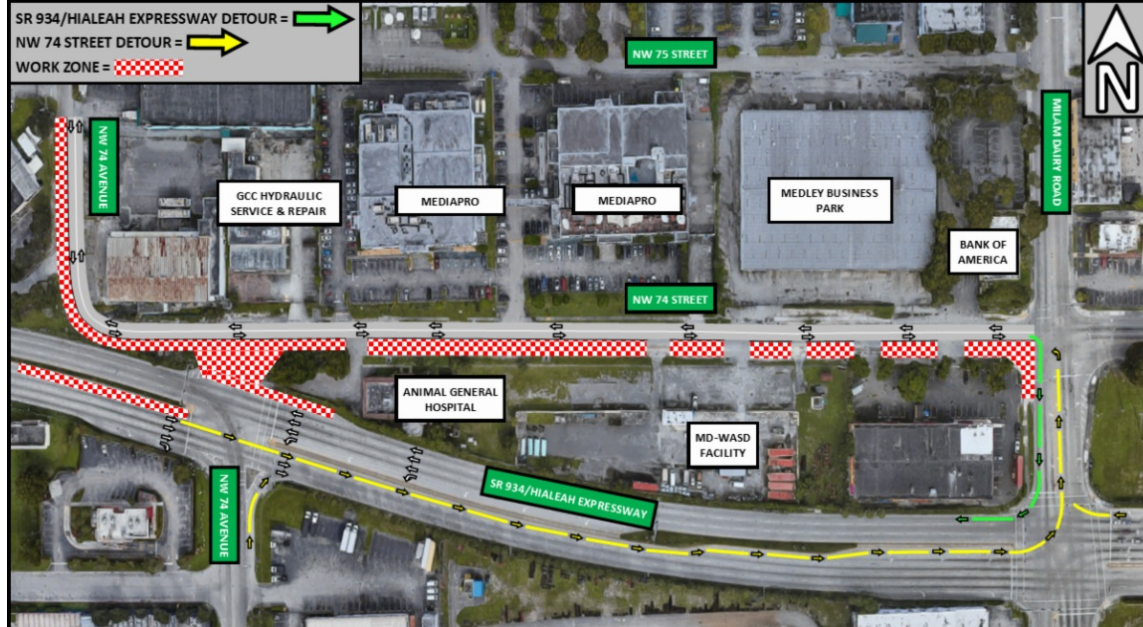 SR 934/HIALEAH EXPRESSWAY DETOUR =
NW 74 STREET DETOUR =
WORK ZONE =
N
NW 75 STREET
NW 74 AVENUE
MILAM DAIRY ROAD
GCC HYDRAULIC
SERVICE & REPAIR
MEDIAPRO
MEDIAPRO
MEDLEY BUSINESS
PARK
BANK OF
AMERICA
NW 74 STREET
ANIMAL GENERAL
HOSPITAL
MD-WASD
FACILITY
SR 934/HIALEAH EXPRESSWAY
NW 74 AVENUE